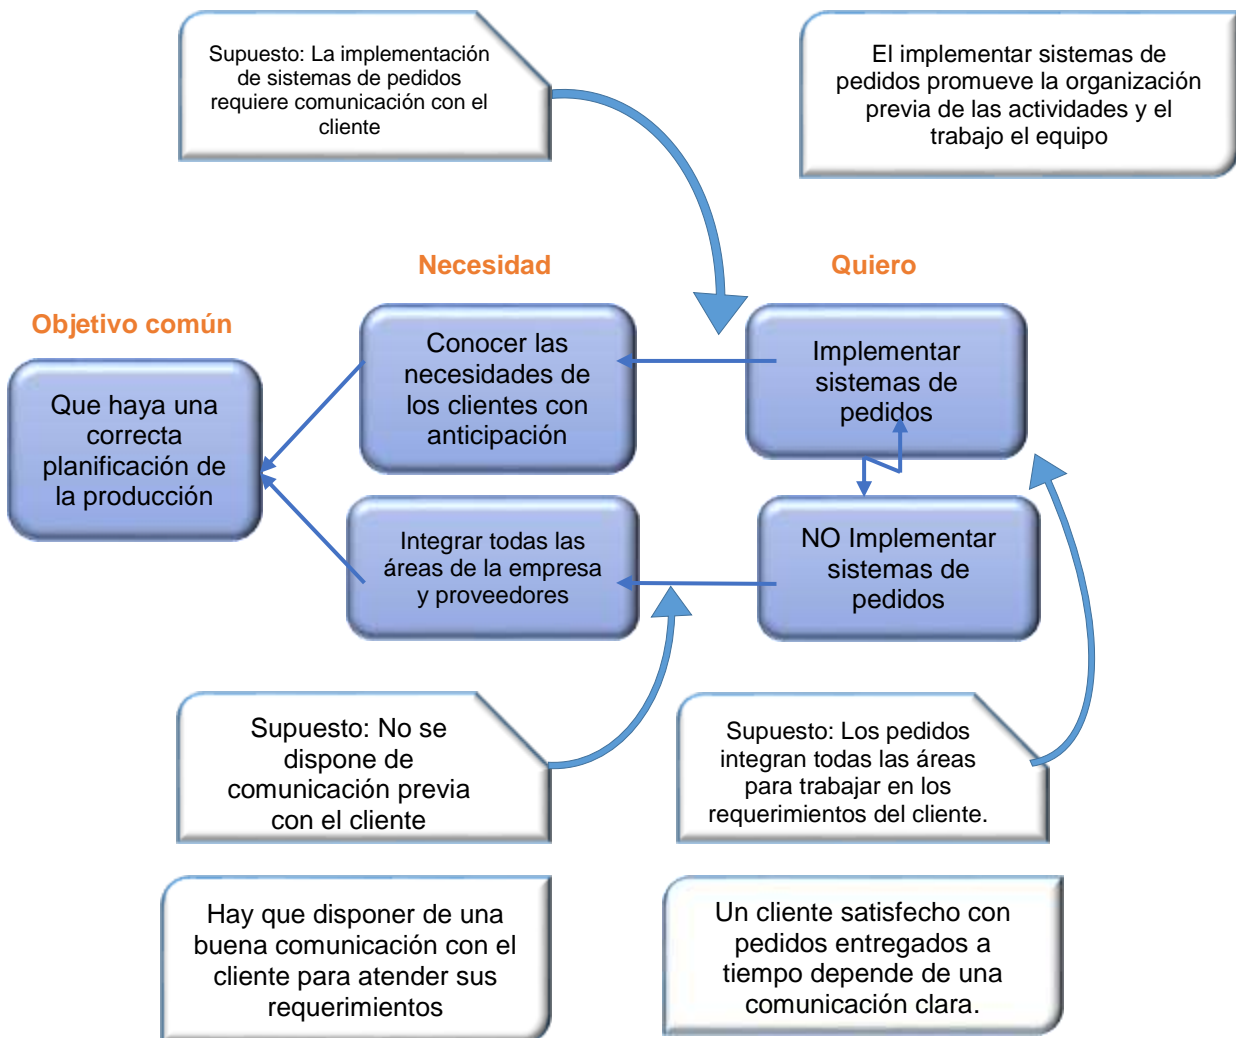 Supuesto: La implementación
de sistemas de pedidos
requiere comunicación con el
cliente
El implementar sistemas de
pedidos promueve la organización
previa de las actividades y el
trabajo el equipo
Necesidad
Quiero
Objetivo común
Conocer las
necesidades de
los clientes con
anticipación
Implementar
sistemas de
pedidos
Que haya una
correcta
planificación de
la producción
Integrar todas las
áreas de la empresa
y proveedores
NO Implementar
sistemas de
pedidos
Supuesto: No se
dispone de
comunicación previa
con el cliente
Supuesto: Los pedidos
integran todas las áreas
para trabajar en los
requerimientos del cliente.
Hay que disponer de una
buena comunicación con el
cliente para atender sus
requerimientos
Un cliente satisfecho con
pedidos entregados a
tiempo depende de una
comunicación clara.